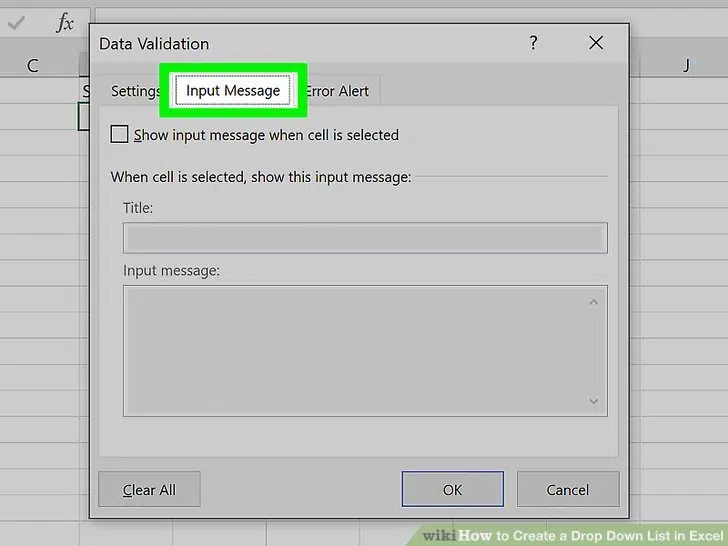 fx
Data Validation
?
C
J
Settings
Input Message
Error Alert
Show input message when cell is selected
When cell is selected, show this input message:
Title:
Input message:
Clear All
OK
Cancel
wikiHow to Create a Drop Down List in Excel